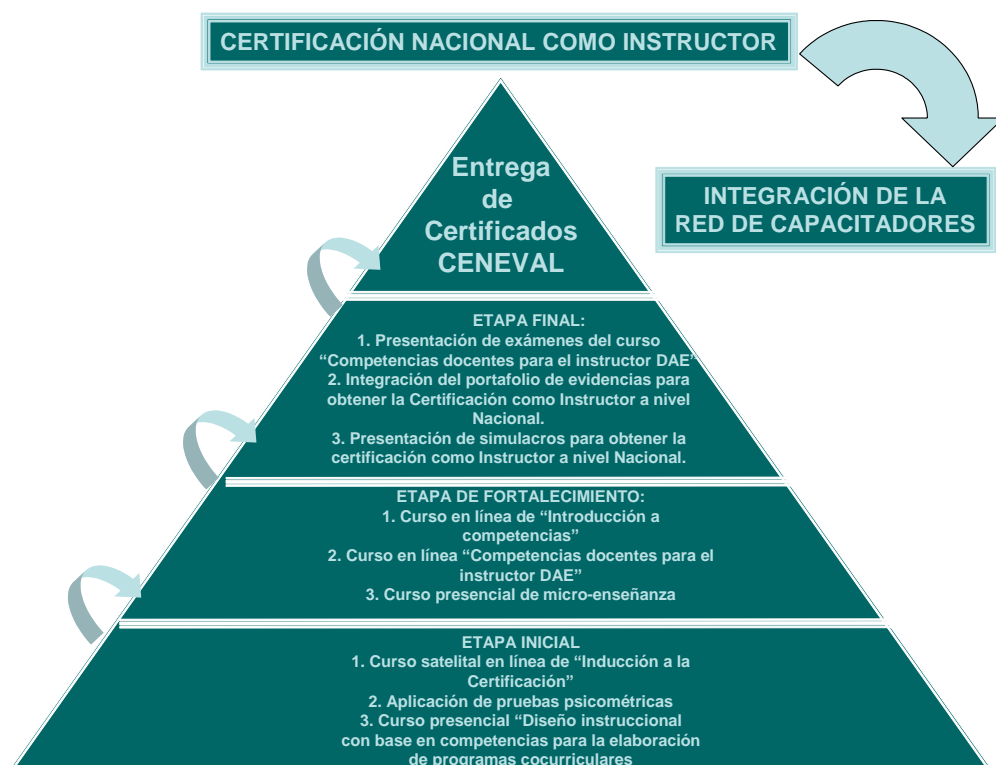 CERTIFICACIÓN NACIONAL COMO INSTRUCTOR
INTEGRACIÓN DE LA
RED DE CAPACITADORES
Entrega
de
Certificados
CENEVAL
ETAPA FINAL:
1. Presentación de exámenes del curso
“Competencias docentes para el instructor DAE”
2. Integración del portafolio de evidencias para
obtener la Certificación como Instructor a nivel
Nacional.
3. Presentación de simulacros para obtener la
certificación como Instructor a nivel Nacional.
ETAPA DE FORTALECIMIENTO:
1. Curso en línea de “Introducción a
competencias”
2. Curso en línea “Competencias docentes para el
instructor DAE”
3. Curso presencial de micro-enseñanza
ETAPA INICIAL
1. Curso satelital en línea de “Inducción a la
Certificación”
2. Aplicación de pruebas psicométricas
3. Curso presencial “Diseño instruccional
con base en competencias para la elaboración
de programas cocurriculares